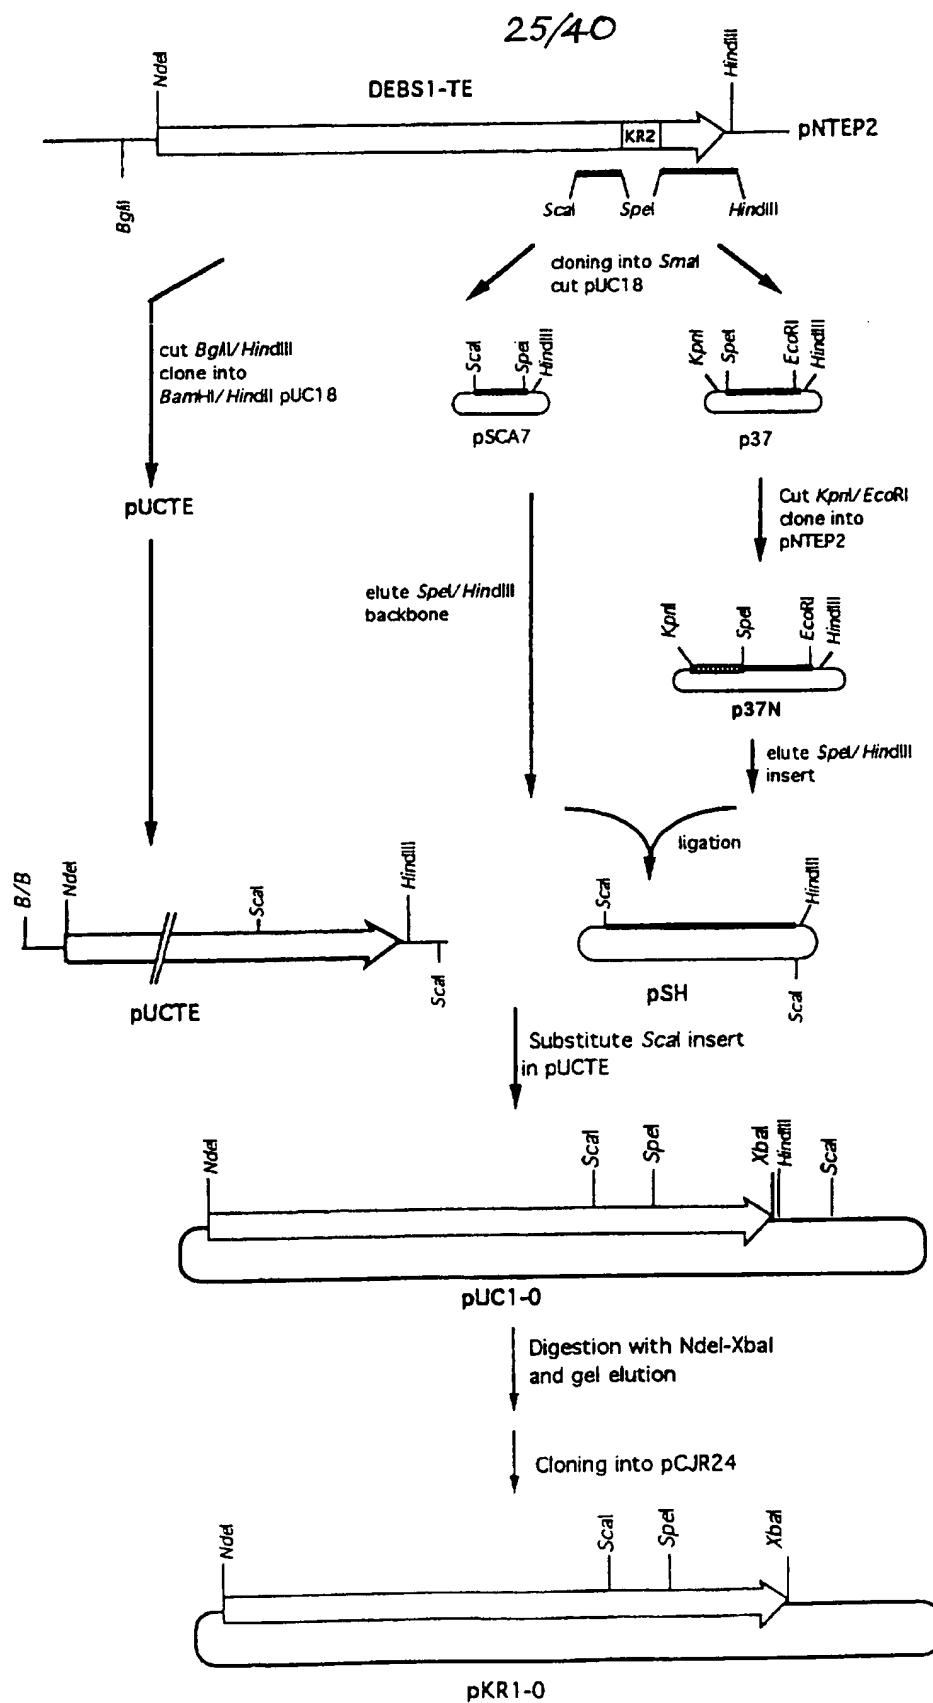 25/40
NdeI
HindIII
DEBS1-TE
KR2
pNTEP2
BglII
ScaI
SpeI
HindIII
cloning into SmaI
cut pUC18
cut BglII/HindIII
clone into
BamHI/HindII pUC18
ScaI
SpeI
HindIII
pSCA7
KpnI
SpeI
EcoRI
HindIII
p37
pUCTE
Cut KpnI/EcoRI
clone into
pNTEP2
elute SpeI/HindIII
backbone
KpnI
SpeI
EcoRI
HindIII
p37N
elute SpeI/HindIII
insert
ligation
B/B
NdeI
ScaI
HindIII
ScaI
pUCTE
ScaI
HindIII
pSH
ScaI
Substitute ScaI insert
in pUCTE
NdeI
ScaI
SpeI
XbaI
HindIII
ScaI
pUC1-0
Digestion with NdeI-XbaI
and gel elution
Cloning into pCJR24
NdeI
ScaI
SpeI
XbaI
pKR1-0